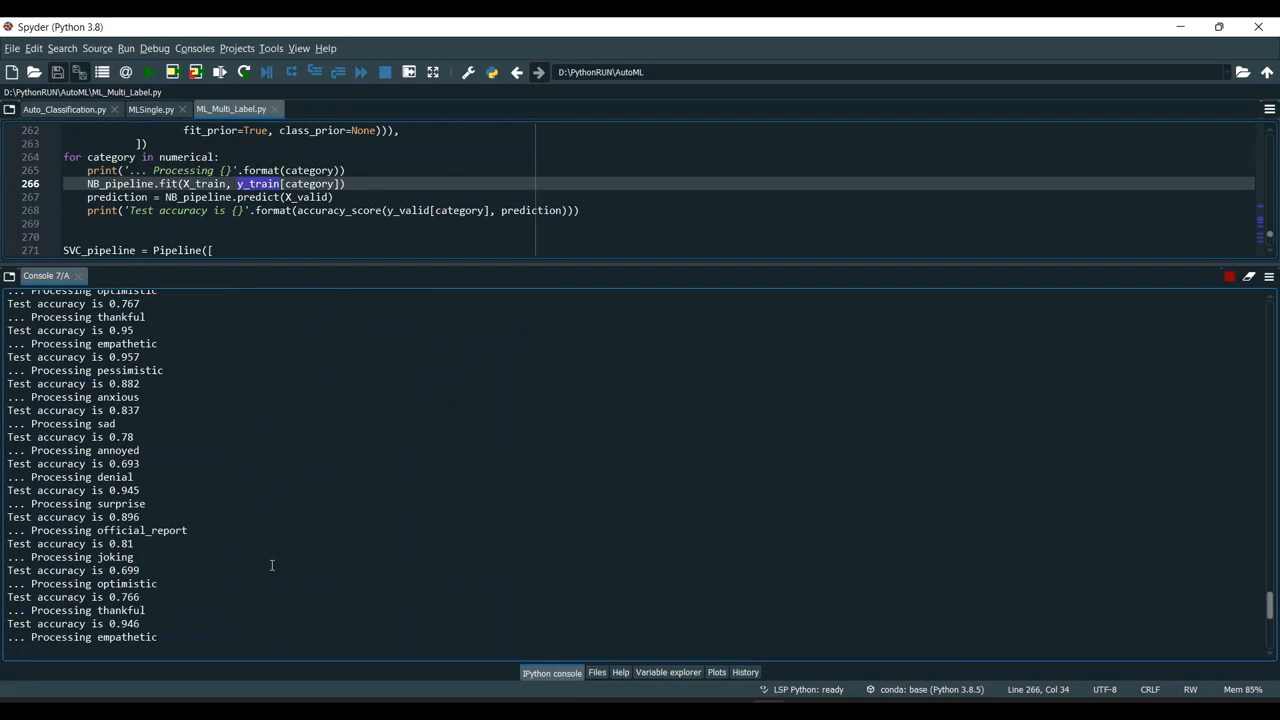 Spyder (Python 3.8)
File Edit Search Source Run Debug Consoles Projects Tools View Help
D:\PythonRUN\AutoML
D:\PythonRUN\AutoML\ML_Multi_Label.py
Auto_Classification.py MLSingle.py ML_Multi_Label.py
262 fit_prior=True, class_prior=None))),
263 ])
264 for category in numerical:
265 print('... Processing {}'.format(category))
266 NB_pipeline.fit(X_train, y_train[category])
267 prediction = NB_pipeline.predict(X_valid)
268 print('Test accuracy is {}'.format(accuracy_score(y_valid[category], prediction)))
269
270
271 SVC_pipeline = Pipeline([
Console 7/A
... Processing optimistic
Test accuracy is 0.767
... Processing thankful
Test accuracy is 0.95
... Processing empathetic
Test accuracy is 0.957
... Processing pessimistic
Test accuracy is 0.882
... Processing anxious
Test accuracy is 0.837
... Processing sad
Test accuracy is 0.78
... Processing annoyed
Test accuracy is 0.693
... Processing denial
Test accuracy is 0.945
... Processing surprise
Test accuracy is 0.896
... Processing official_report
Test accuracy is 0.81
... Processing joking
Test accuracy is 0.699
... Processing optimistic
Test accuracy is 0.766
... Processing thankful
Test accuracy is 0.946
... Processing empathetic
IPython console Files Help Variable explorer Plots History
LSP Python: ready conda: base (Python 3.8.5) Line 266, Col 34 UTF-8 CRLF RW Mem 85%